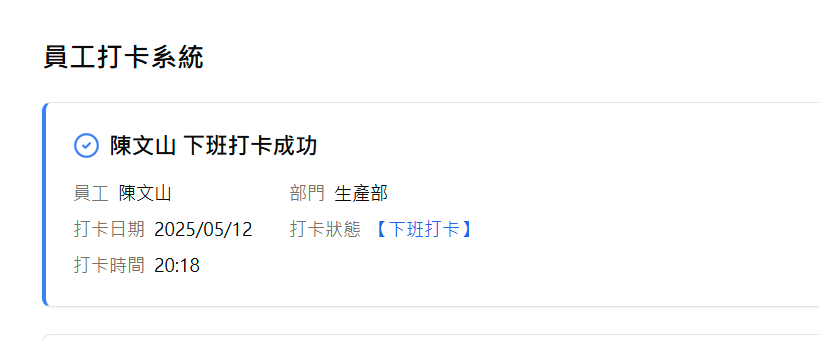 員工打卡系統
陳文山 下班打卡成功
員工 陳文山 部門 生產部
打卡日期 2025/05/12 打卡狀態 【下班打卡】
打卡時間 20:18